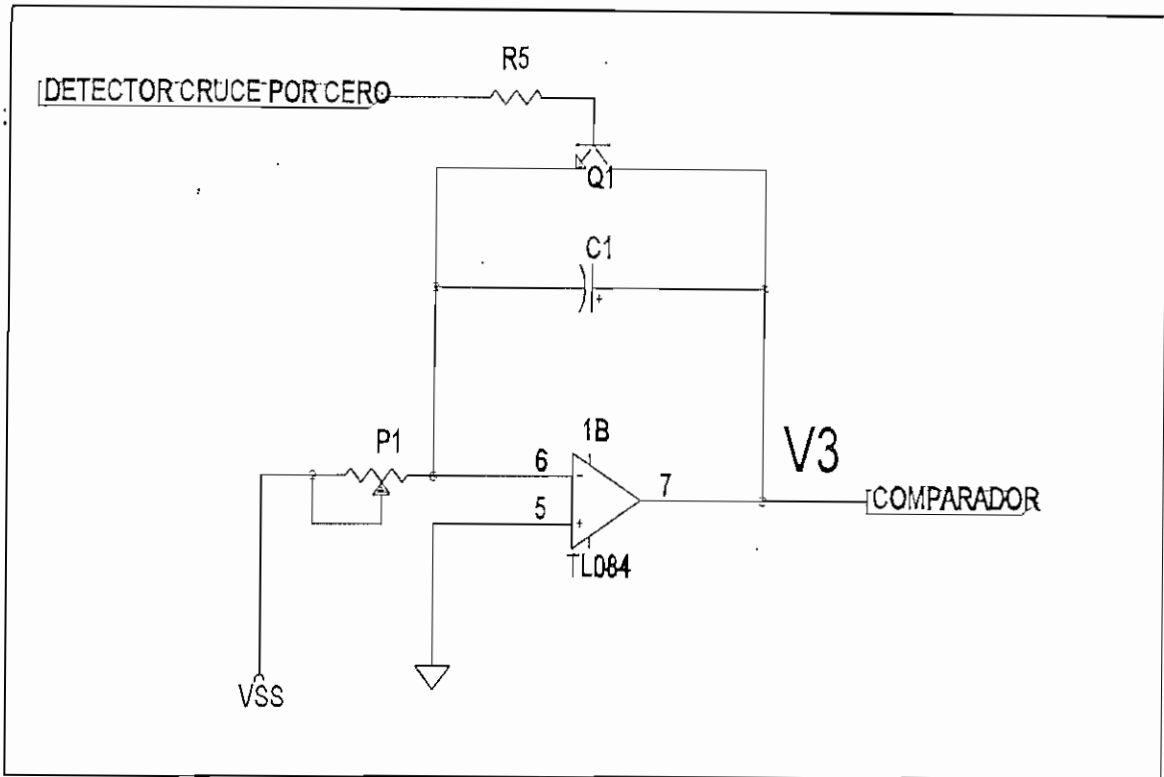 R5
DETECTOR CRUCE POR CERO
Q1
C1
+
P1
1B
V3
6
-
7
5
+
COMPARADOR
TL084
VSS